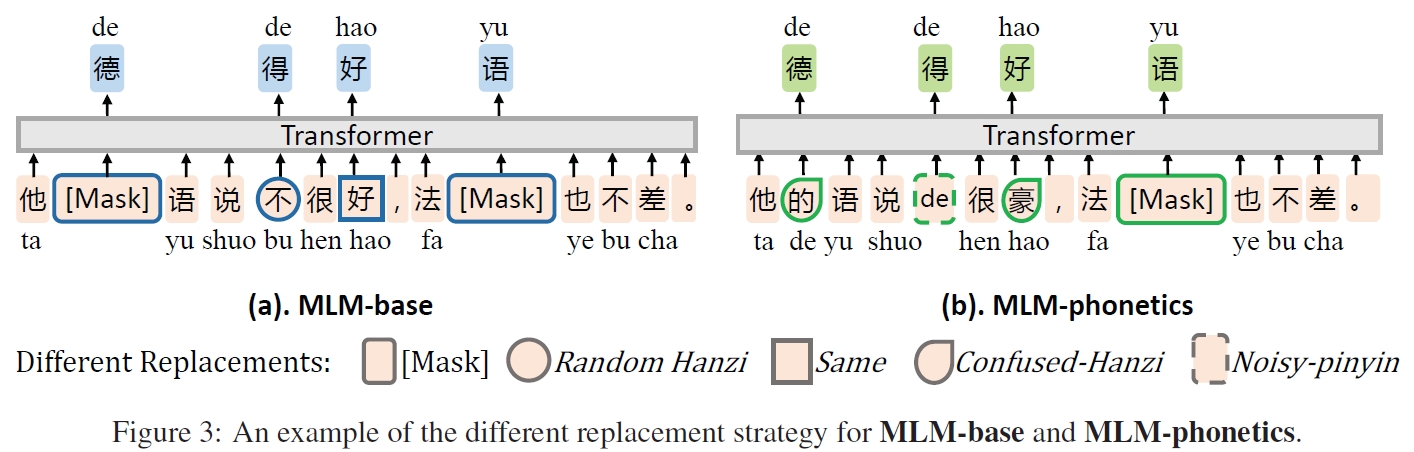 de de hao yu
德 得 好 语
Transformer
他 [Mask] 语 说 不 很 好 , 法 [Mask] 也 不 差 。
ta yu shuo bu hen hao fa ye bu cha
(a). MLM-base
de de hao yu
德 得 好 语
Transformer
他 的 语 说 de 很 豪 , 法 [Mask] 也 不 差 。
ta de yu shuo hen hao fa ye bu cha
(b). MLM-phonetics
Different Replacements: [Mask] Random Hanzi Same Confused-Hanzi Noisy-pinyin
Figure 3: An example of the different replacement strategy for MLM-base and MLM-phonetics.